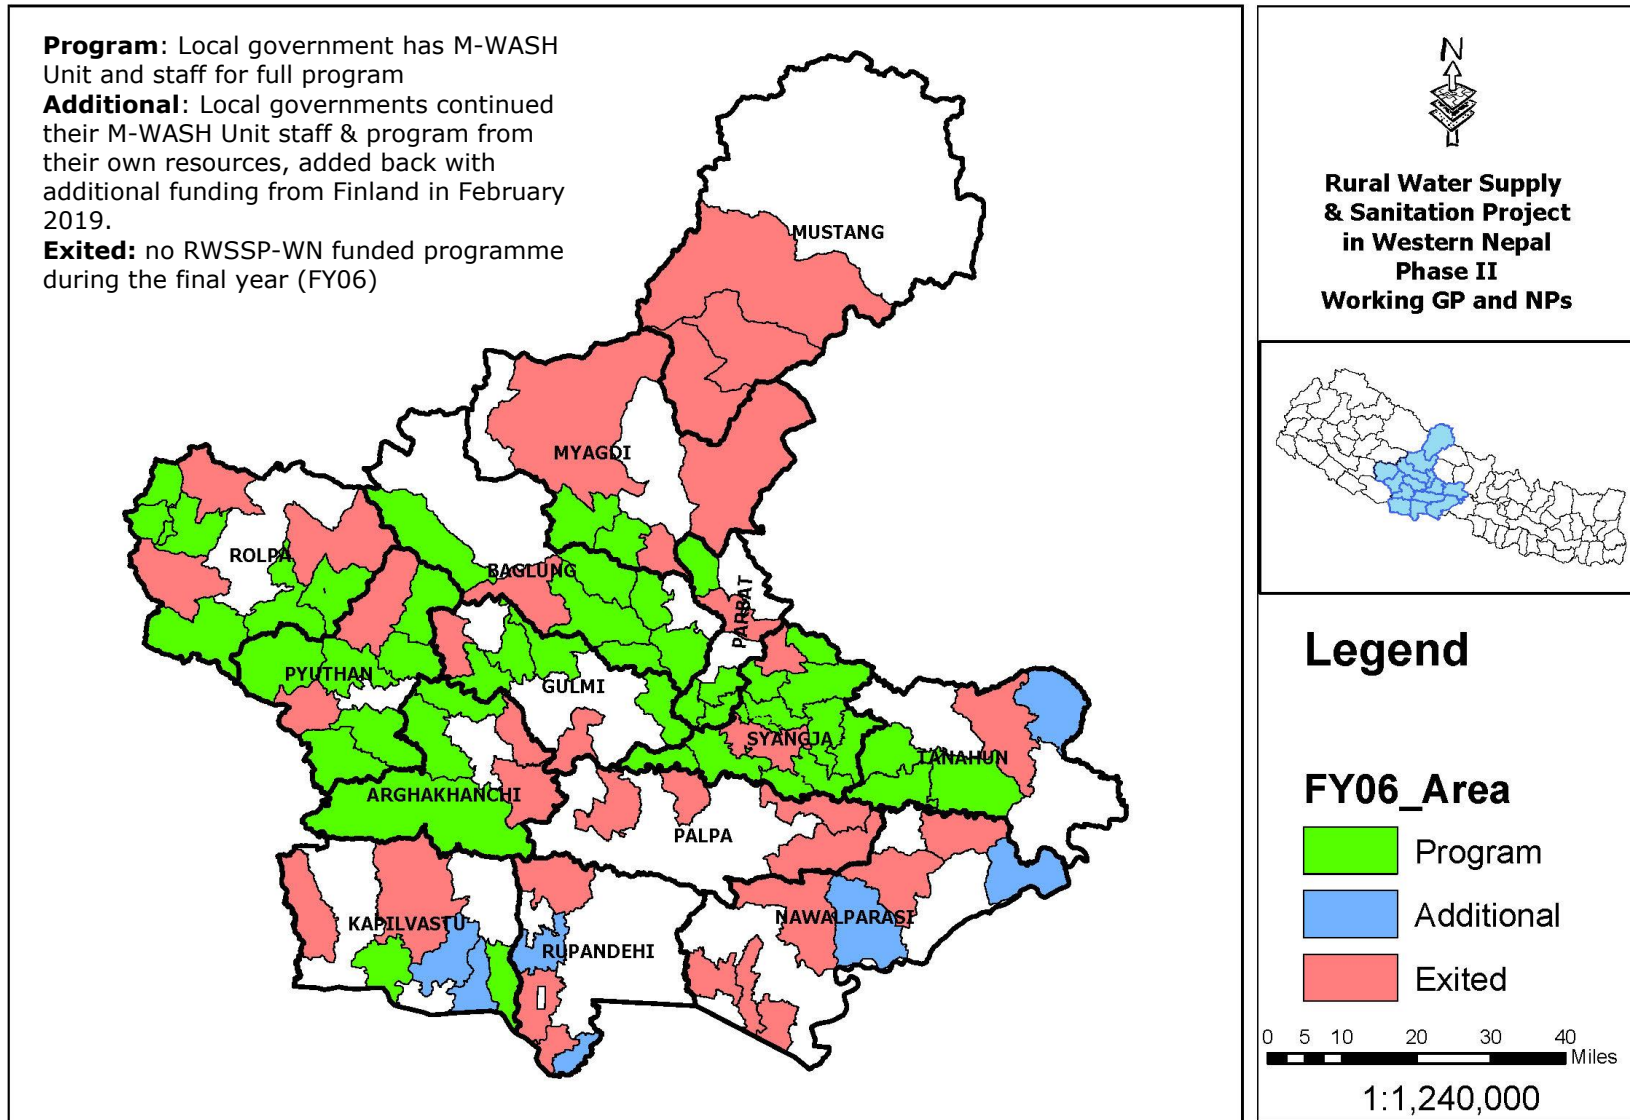 Program: Local government has M-WASH
Unit and staff for full program
Additional: Local governments continued
their M-WASH Unit staff & program from
their own resources, added back with
additional funding from Finland in February
2019.
Exited: no RWSSP-WN funded programme
during the final year (FY06)
MUSTANG
MYAGDI
ROLPA
BAGLUNG
PARBAT
PYUTHAN
GULMI
SYANGJA
TANAHUN
ARGHAKHANCHI
PALPA
KAPILVASTU
RUPANDEHI
NAWALPARASI
N
Rural Water Supply
& Sanitation Project
in Western Nepal
Phase II
Working GP and NPs
Legend
FY06_Area
Program
Additional
Exited
0 5 10 20 30 40
Miles
1:1,240,000